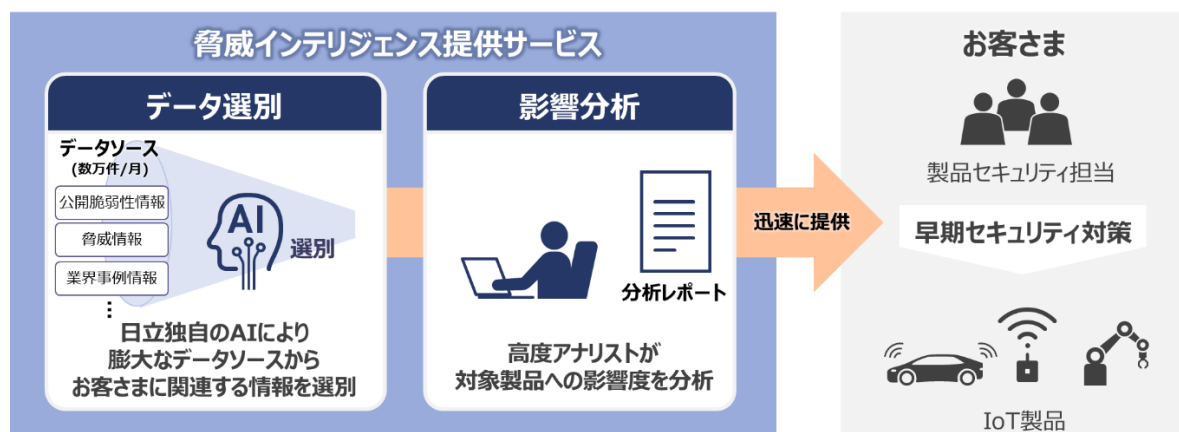 脅威インテリジェンス提供サービス
データ選別
データソース
(数万件/月)
公開脆弱性情報
脅威情報
業界事例情報
⋮
AI
選別
日立独自のAIにより
膨大なデータソースから
お客さまに関連する情報を選別
影響分析
分析レポート
高度アナリストが
対象製品への影響度を分析
迅速に提供
お客さま
製品セキュリティ担当
早期セキュリティ対策
IoT製品